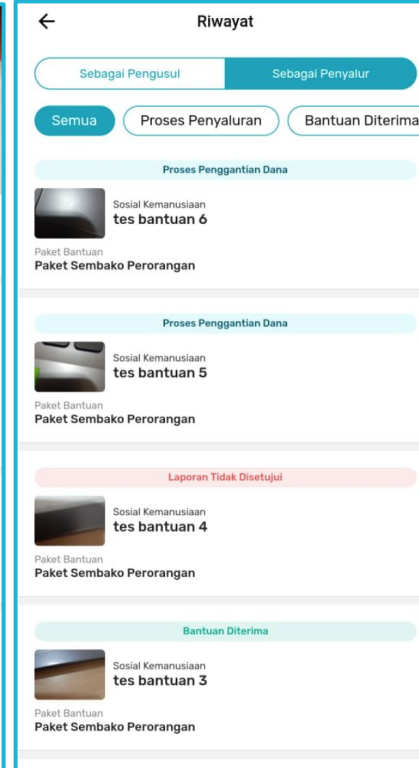 Riwayat
Sebagai Pengusul
Sebagai Penyalur
Semua
Proses Penyaluran
Bantuan Diterima
Proses Penggantian Dana
Sosial Kemanusiaan
tes bantuan 6
Paket Bantuan
Paket Sembako Perorangan
Proses Penggantian Dana
Sosial Kemanusiaan
tes bantuan 5
Paket Bantuan
Paket Sembako Perorangan
Laporan Tidak Disetujui
Sosial Kemanusiaan
tes bantuan 4
Paket Bantuan
Paket Sembako Perorangan
Bantuan Diterima
Sosial Kemanusiaan
tes bantuan 3
Paket Bantuan
Paket Sembako Perorangan